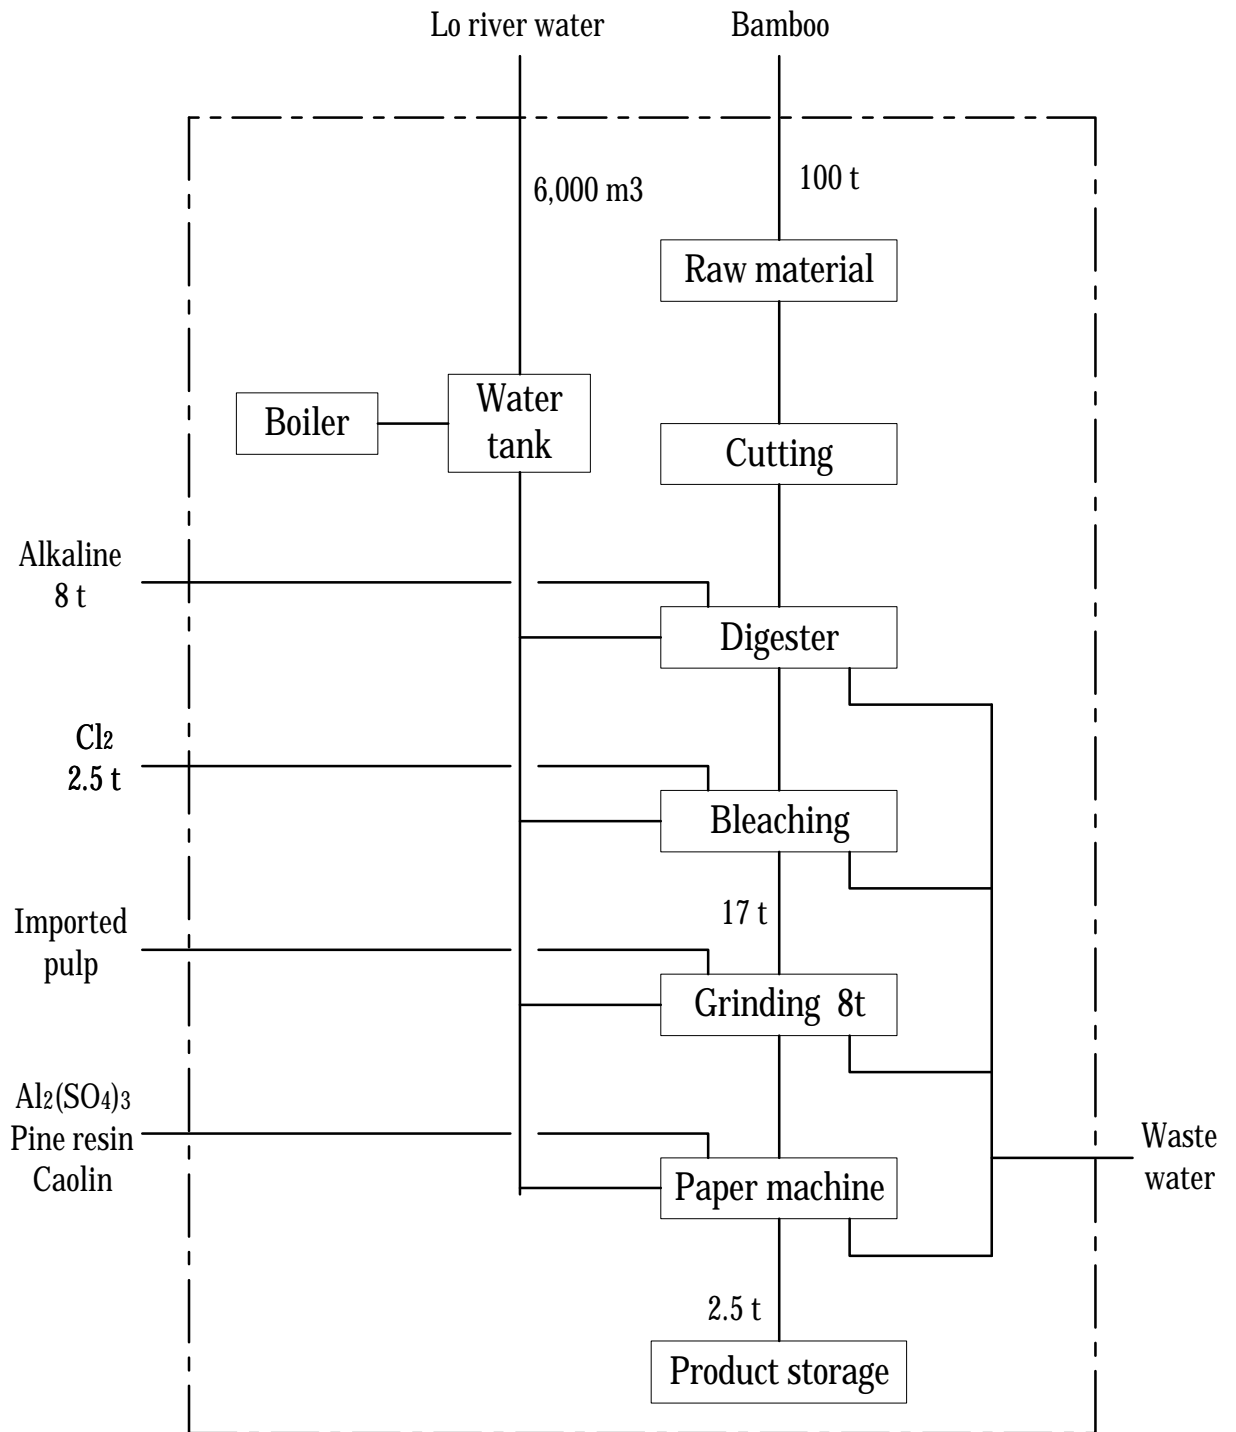 Lo river water
Bamboo
6,000 m3
100 t
Raw material
Boiler
Water
tank
Cutting
Alkaline
8 t
Digester
Cl2
2.5 t
Bleaching
17 t
Imported
pulp
Grinding 8t
Al2(SO4)3
Pine resin
Caolin
Paper machine
Waste
water
2.5 t
Product storage